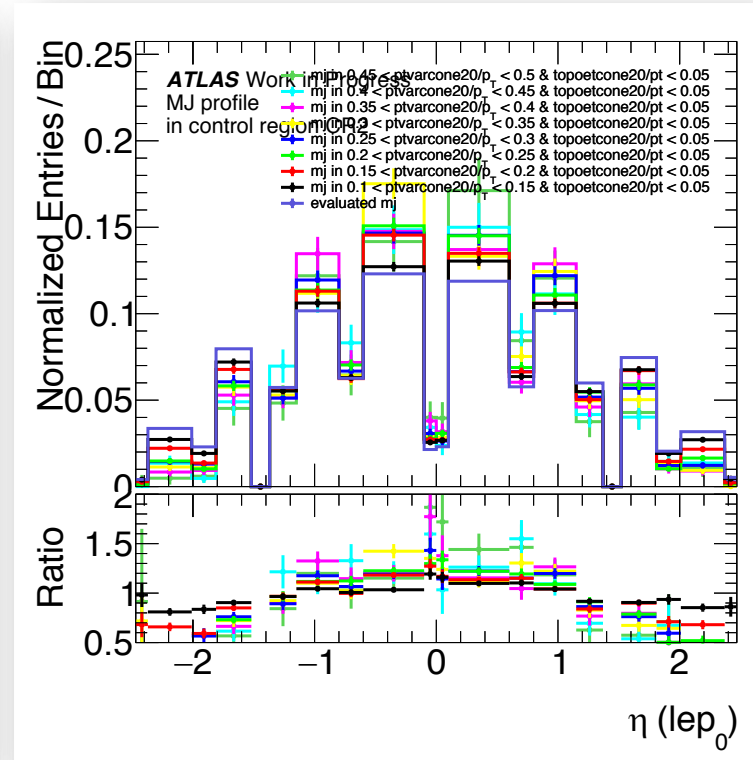 Normalized Entries / Bin
0.25
0.2
0.15
0.1
0.05
0
ATLAS Work in Progress
MJ profile
in control region CR2
mj in 0.45 < ptvarcone20/p_T < 0.5 & topoetcone20/pt < 0.05
mj in 0.4 < ptvarcone20/p_T < 0.45 & topoetcone20/pt < 0.05
mj in 0.35 < ptvarcone20/p_T < 0.4 & topoetcone20/pt < 0.05
mj in 0.3 < ptvarcone20/p_T < 0.35 & topoetcone20/pt < 0.05
mj in 0.25 < ptvarcone20/p_T < 0.3 & topoetcone20/pt < 0.05
mj in 0.2 < ptvarcone20/p_T < 0.25 & topoetcone20/pt < 0.05
mj in 0.15 < ptvarcone20/p_T < 0.2 & topoetcone20/pt < 0.05
mj in 0.1 < ptvarcone20/p_T < 0.15 & topoetcone20/pt < 0.05
evaluated mj
Ratio
2
1.5
1
0.5
−2 −1 0 1 2
η (lep_0)